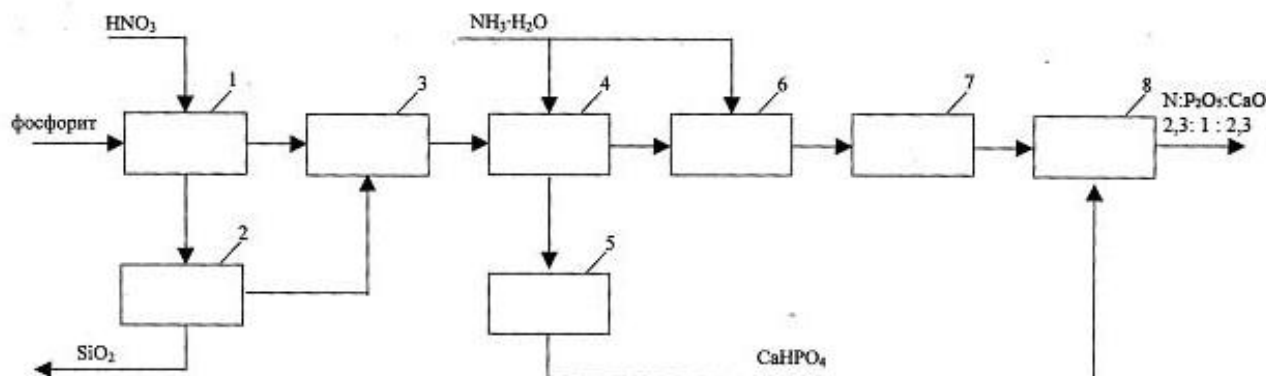 HNO₃
NH₃·H₂O
1
3
4
6
7
8
N:P₂O₅:CaO
2,3: 1 : 2,3
фосфорит
2
5
SiO₂
CaHPO₄